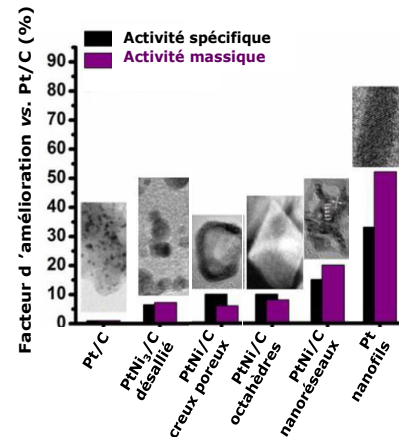 Activité spécifique
Activité massique
Facteur d 'amélioration vs. Pt/C (%)
90
80
70
60
50
40
30
20
10
0
Pt/C
PtNi₃/C
désallié
PtNi/C
creux poreux
PtNi/C
octahèdres
PtNi/C
nanoréseaux
Pt
nanofils